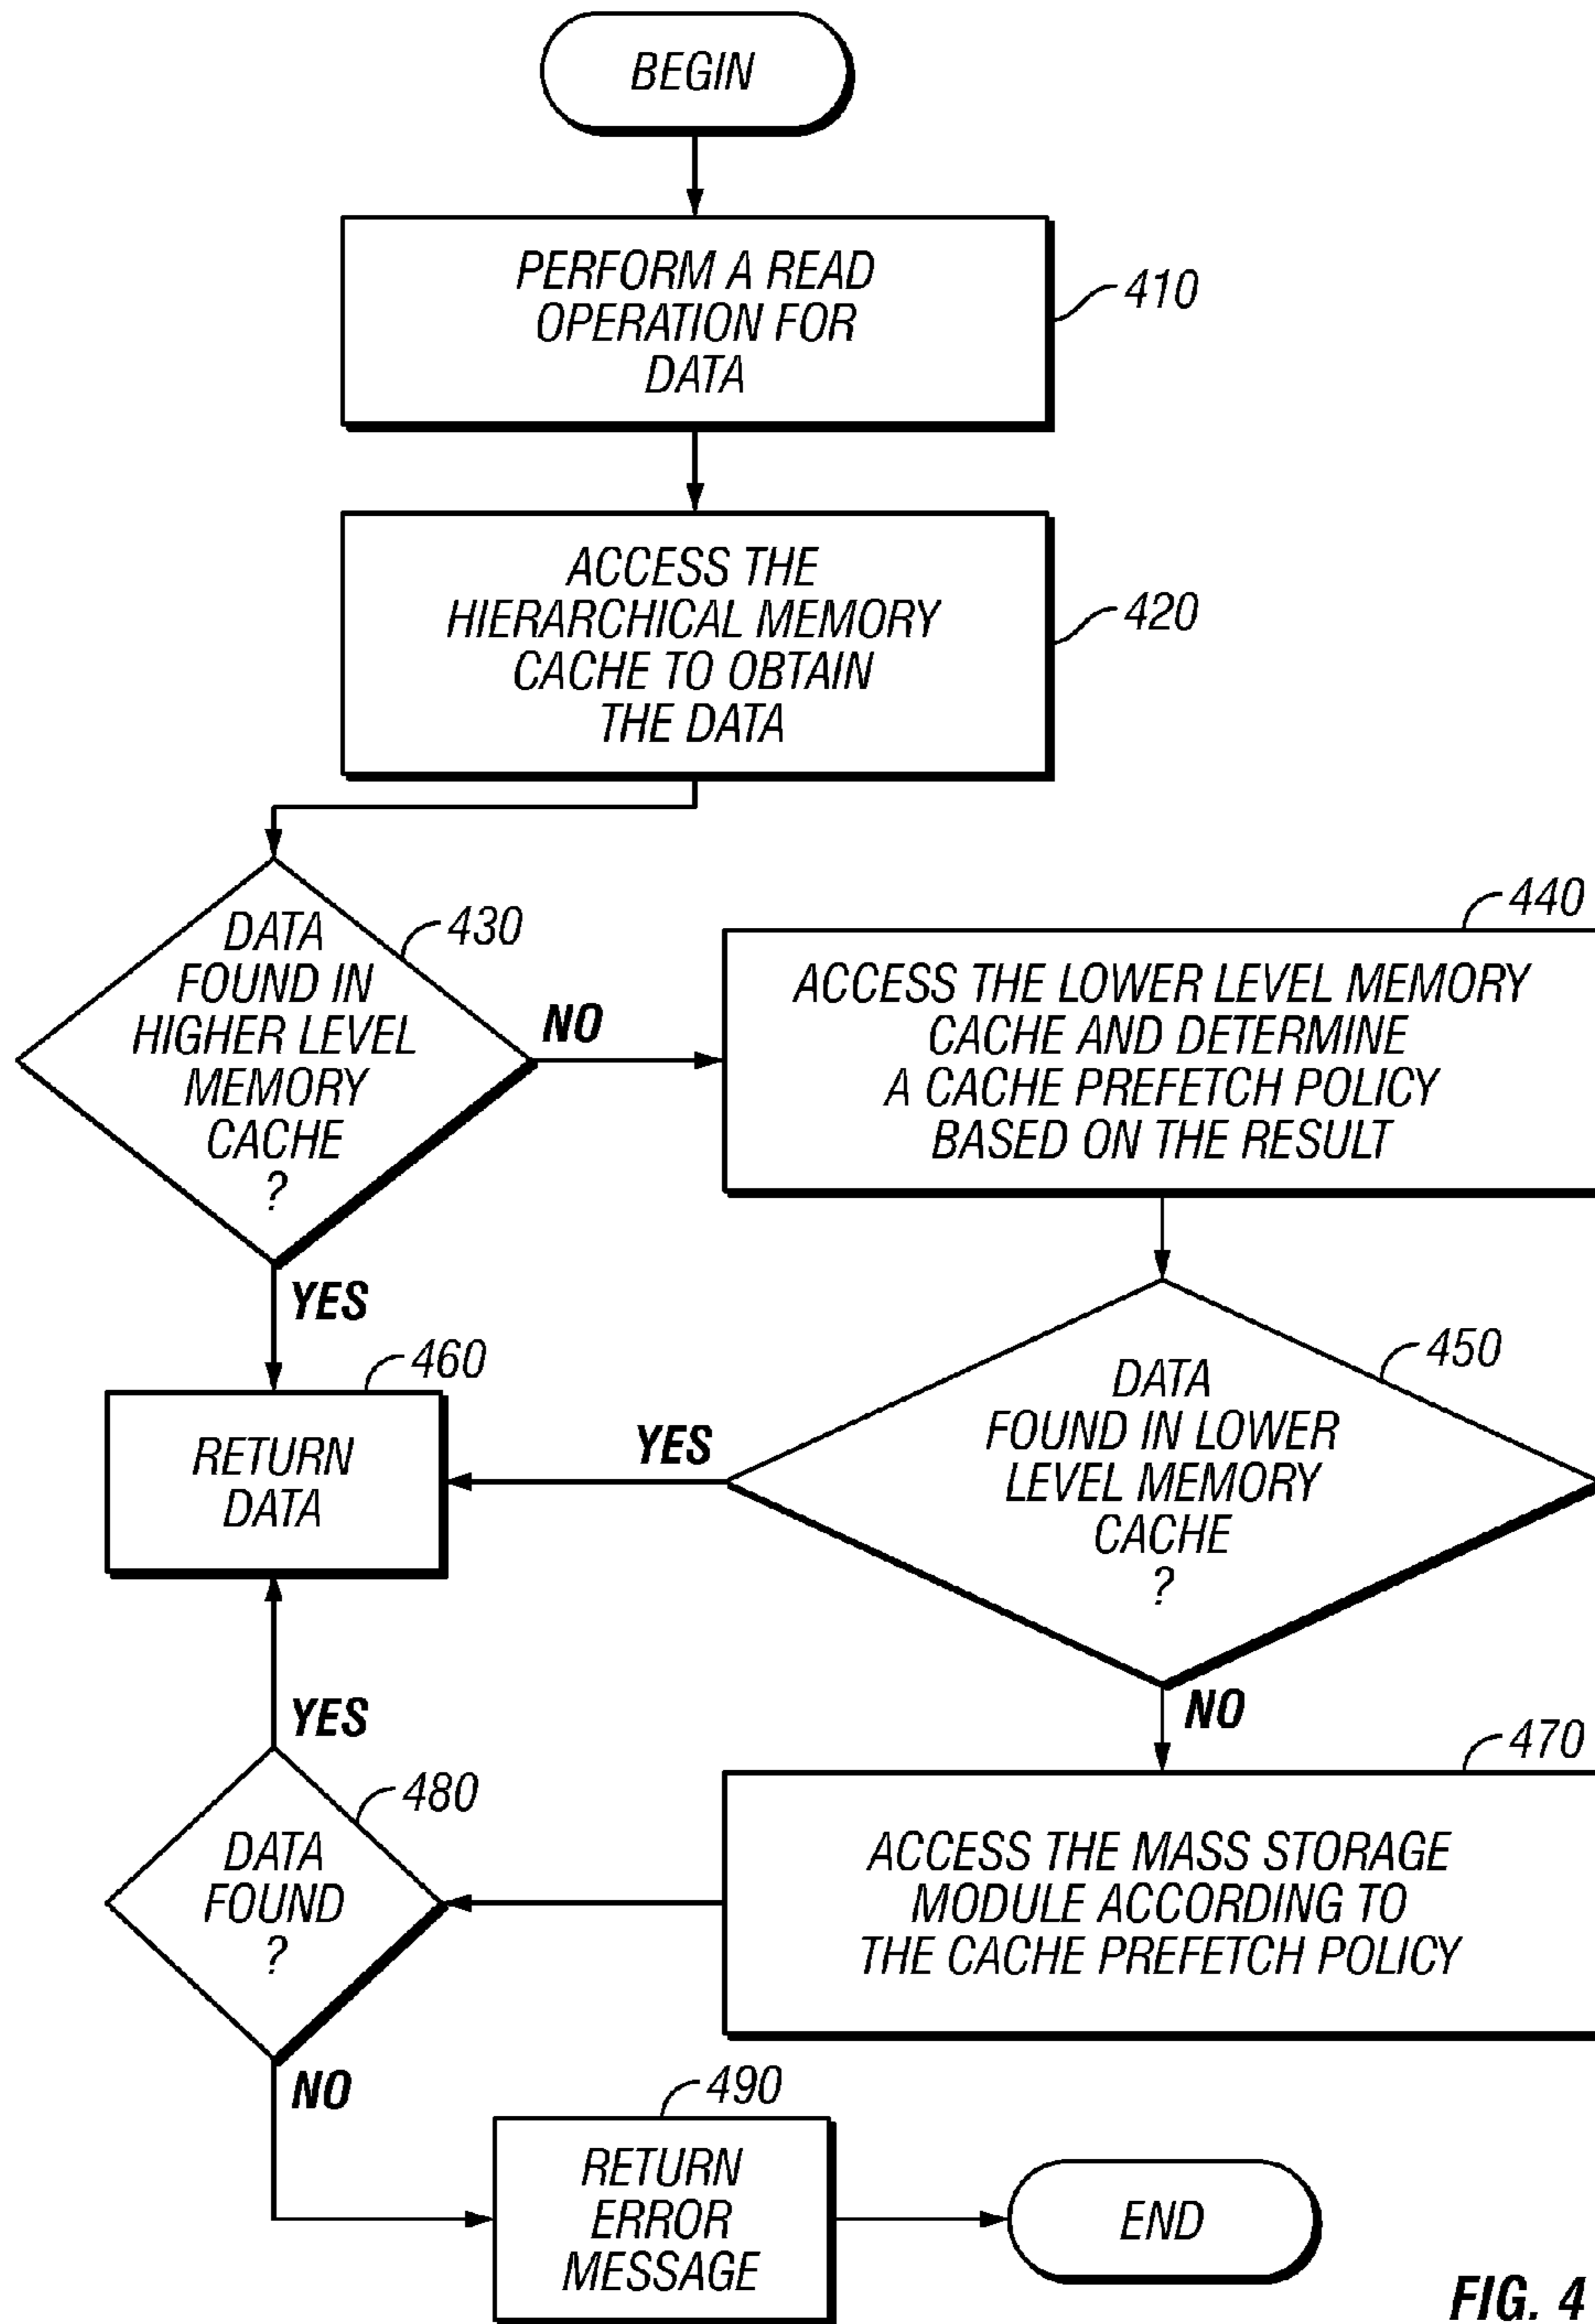 BEGIN
PERFORM A READ
OPERATION FOR
DATA
410
ACCESS THE
HIERARCHICAL MEMORY
CACHE TO OBTAIN
THE DATA
420
DATA
FOUND IN
HIGHER LEVEL
MEMORY
CACHE
?
430
NO
YES
440
ACCESS THE LOWER LEVEL MEMORY
CACHE AND DETERMINE
A CACHE PREFETCH POLICY
BASED ON THE RESULT
450
DATA
FOUND IN LOWER
LEVEL MEMORY
CACHE
?
YES
NO
460
RETURN
DATA
470
ACCESS THE MASS STORAGE
MODULE ACCORDING TO
THE CACHE PREFETCH POLICY
YES
480
DATA
FOUND
?
NO
490
RETURN
ERROR
MESSAGE
END
FIG. 4